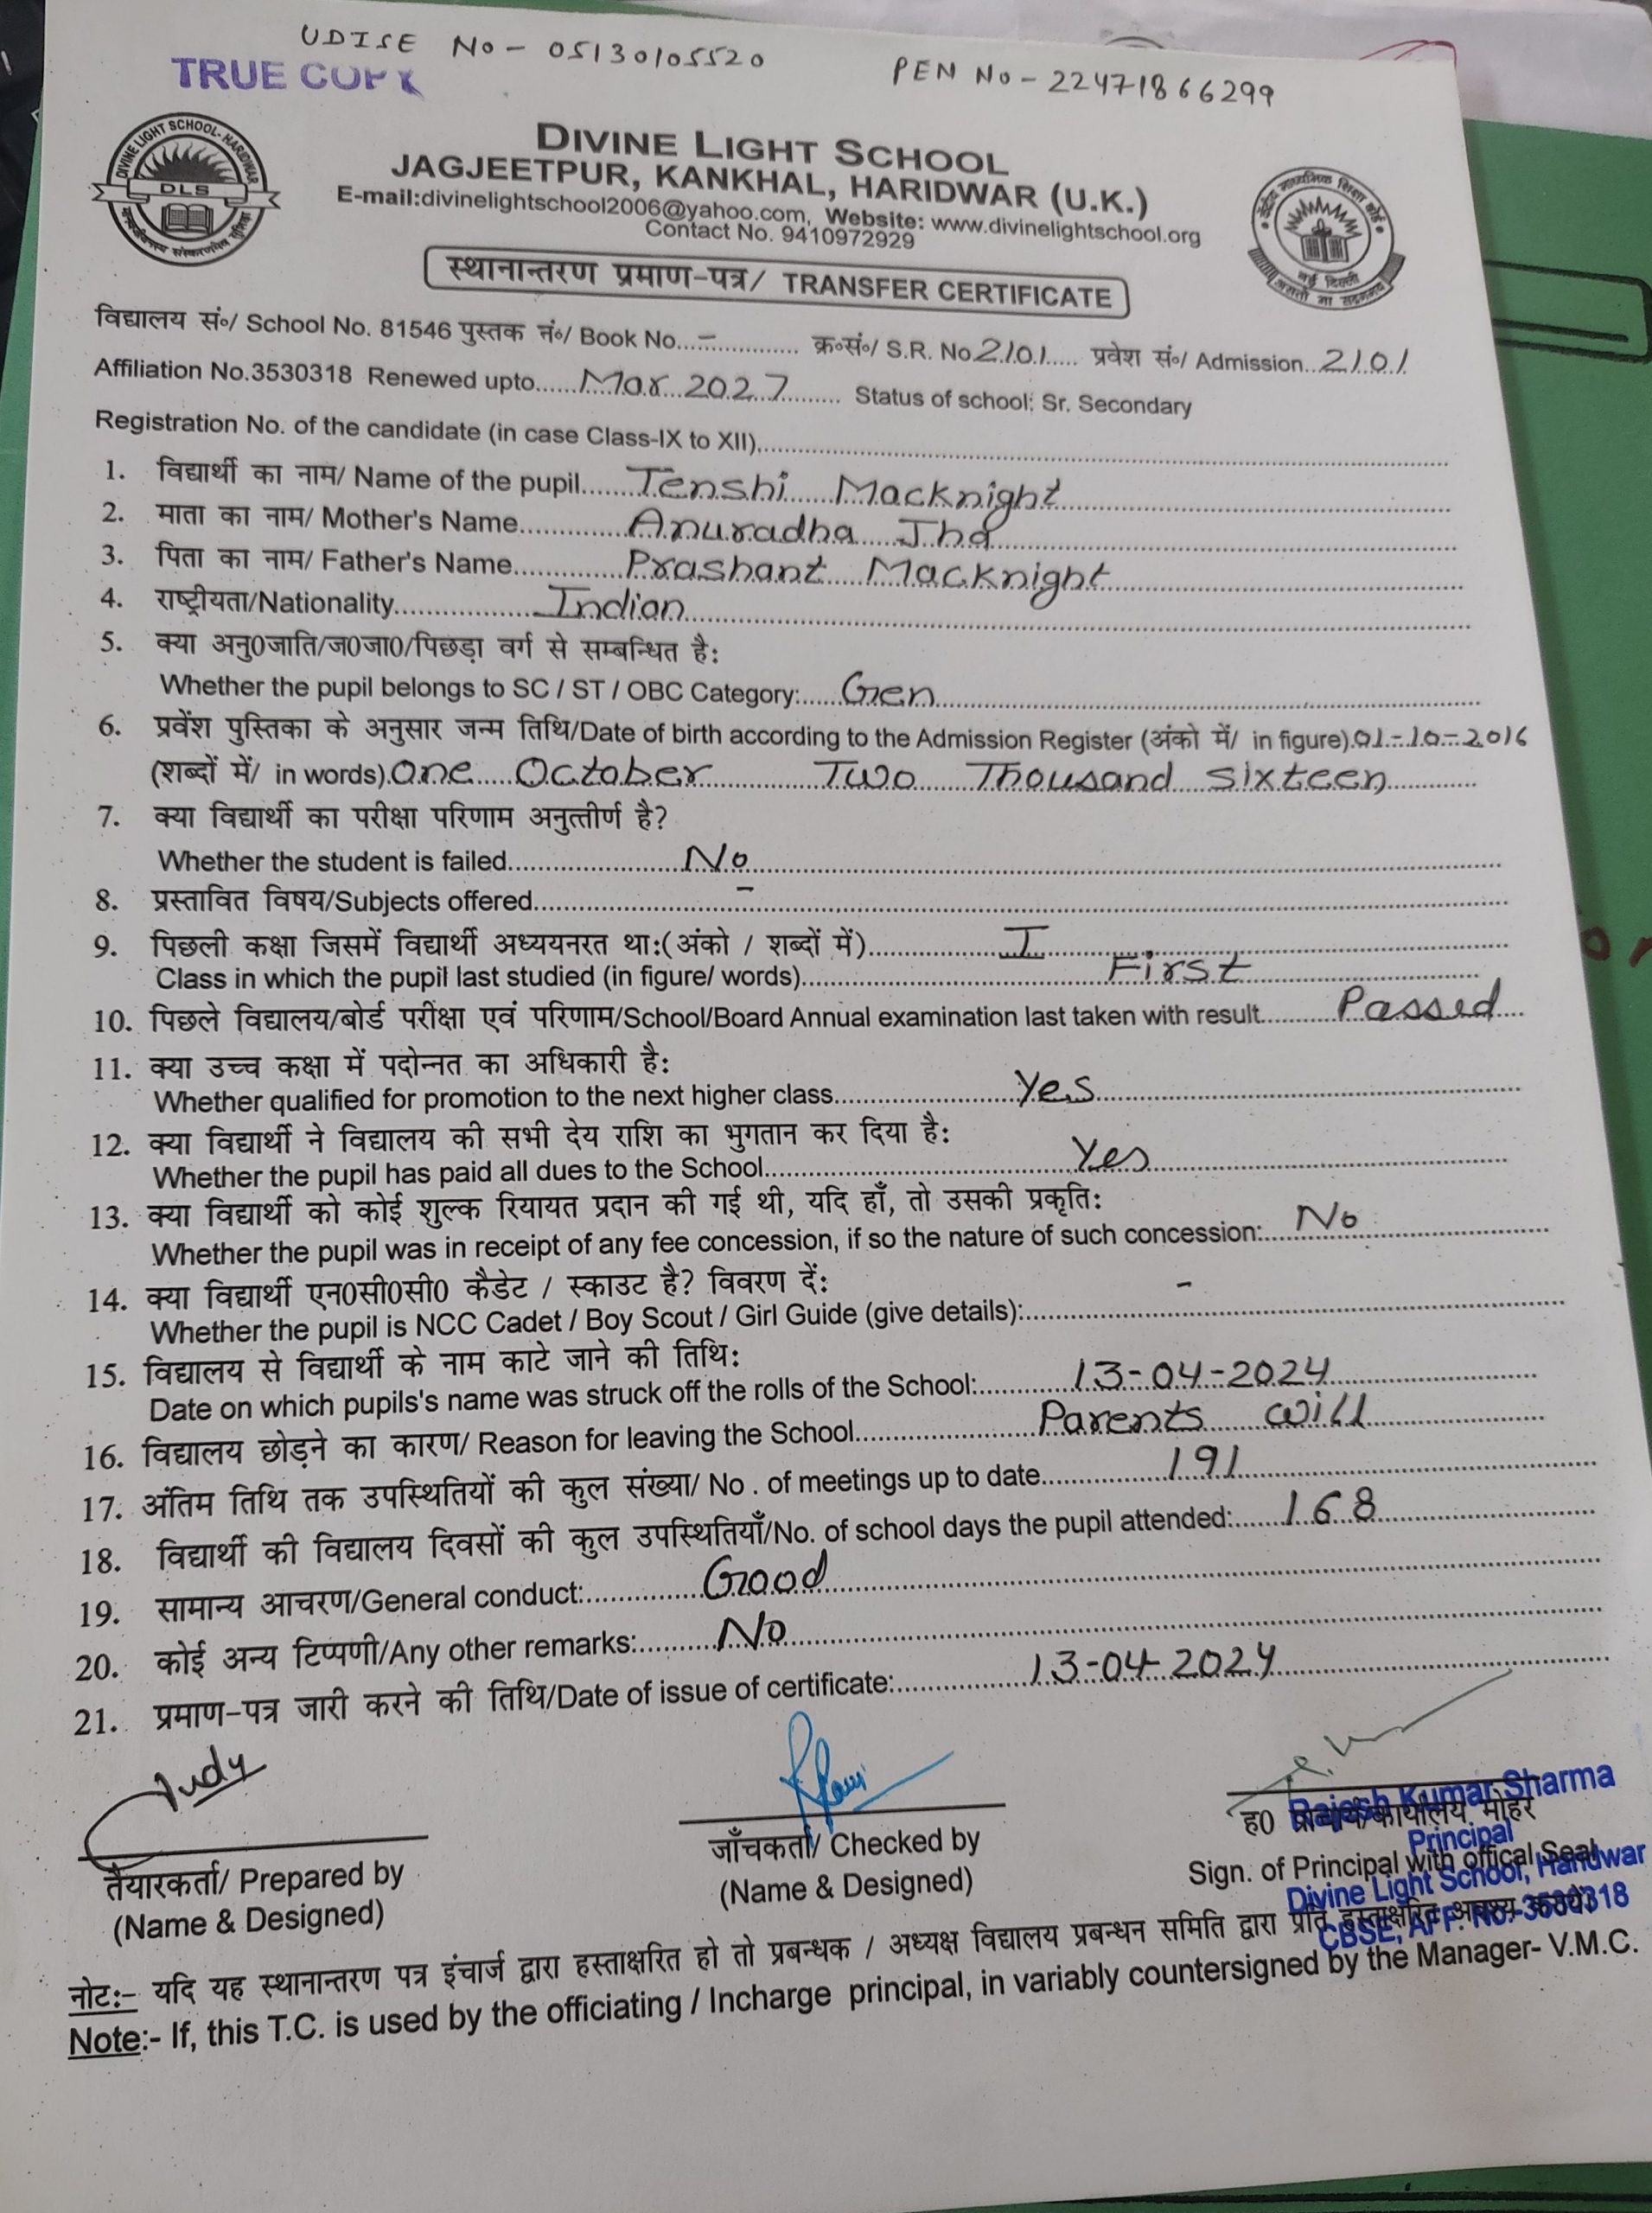 UDISE No - 05130105520
PEN No - 22471866299
TRUE COPY
DIVINE LIGHT SCHOOL - HARIDWAR
DLS
DIVINE LIGHT SCHOOL
JAGJEETPUR, KANKHAL, HARIDWAR (U.K.)
E-mail:divinelightschool2006@yahoo.com, Website: www.divinelightschool.org
Contact No. 9410972929
स्थानान्तरण प्रमाण-पत्र/ TRANSFER CERTIFICATE
विद्यालय सं०/ School No. 81546 पुस्तक नं०/ Book No...-............. क्र०सं०/ S.R. No.2101..... प्रवेश सं०/ Admission..2101
Affiliation No.3530318 Renewed upto......Mar 2027......... Status of school: Sr. Secondary
Registration No. of the candidate (in case Class-IX to XII)...............
1. विद्यार्थी का नाम/ Name of the pupil.......Tenshi Macknight
2. माता का नाम/ Mother's Name.............Anuradha Jha
3. पिता का नाम/ Father's Name.............Prashant Macknight
4. राष्ट्रीयता/Nationality.................Indian
5. क्या अनु0जाति/ज0जा0/पिछड़ा वर्ग से सम्बन्धित है:
Whether the pupil belongs to SC / ST / OBC Category:.....Gen
6. प्रवेंश पुस्तिका के अनुसार जन्म तिथि/Date of birth according to the Admission Register (अंको में/ in figure).01-10-2016
(शब्दों में/ in words).One October Two Thousand Sixteen
7. क्या विद्यार्थी का परीक्षा परिणाम अनुत्तीर्ण है?
Whether the student is failed....................No
8. प्रस्तावित विषय/Subjects offered....................-
9. पिछली कक्षा जिसमें विद्यार्थी अध्ययनरत थाः(अंको / शब्दों में)...............I
Class in which the pupil last studied (in figure/ words)....................First
10. पिछले विद्यालय/बोर्ड परीक्षा एवं परिणाम/School/Board Annual examination last taken with result..........Passed
11. क्या उच्च कक्षा में पदोन्नत का अधिकारी है:
Whether qualified for promotion to the next higher class....................Yes
12. क्या विद्यार्थी ने विद्यालय की सभी देय राशि का भुगतान कर दिया है:
Whether the pupil has paid all dues to the School....................Yes
13. क्या विद्यार्थी को कोई शुल्क रियायत प्रदान की गई थी, यदि हाँ, तो उसकी प्रकृति:
Whether the pupil was in receipt of any fee concession, if so the nature of such concession:....No
14. क्या विद्यार्थी एन0सी0सी0 कैडेट / स्काउट है? विवरण दें:
Whether the pupil is NCC Cadet / Boy Scout / Girl Guide (give details):...............-
15. विद्यालय से विद्यार्थी के नाम काटे जाने की तिथि:
Date on which pupils's name was struck off the rolls of the School:..........13-04-2024
16. विद्यालय छोड़ने का कारण/ Reason for leaving the School....................Parents will
17. अंतिम तिथि तक उपस्थितियों की कुल संख्या/ No . of meetings up to date...............191
18. विद्यार्थी की विद्यालय दिवसों की कुल उपस्थितियाँ/No. of school days the pupil attended:......168
19. सामान्य आचरण/General conduct:.............Good
20. कोई अन्य टिप्पणी/Any other remarks:.........No
21. प्रमाण-पत्र जारी करने की तिथि/Date of issue of certificate:...............13-04-2024
Judy
तैयारकर्ता/ Prepared by
(Name & Designed)
जाँचकर्ता/ Checked by
(Name & Designed)
Rajesh Kumar Sharma
Principal
Divine Light School, Haridwar
CBSE, AFF. No.-3530318
ह0 प्राचार्य/कार्यालय मोहर
Sign. of Principal with offical Seal
नोटः- यदि यह स्थानान्तरण पत्र इंचार्ज द्वारा हस्ताक्षरित हो तो प्रबन्धक / अध्यक्ष विद्यालय प्रबन्धन समिति द्वारा प्रति हस्ताक्षरित अवश्य करायें
Note:- If, this T.C. is used by the officiating / Incharge principal, in variably countersigned by the Manager- V.M.C.